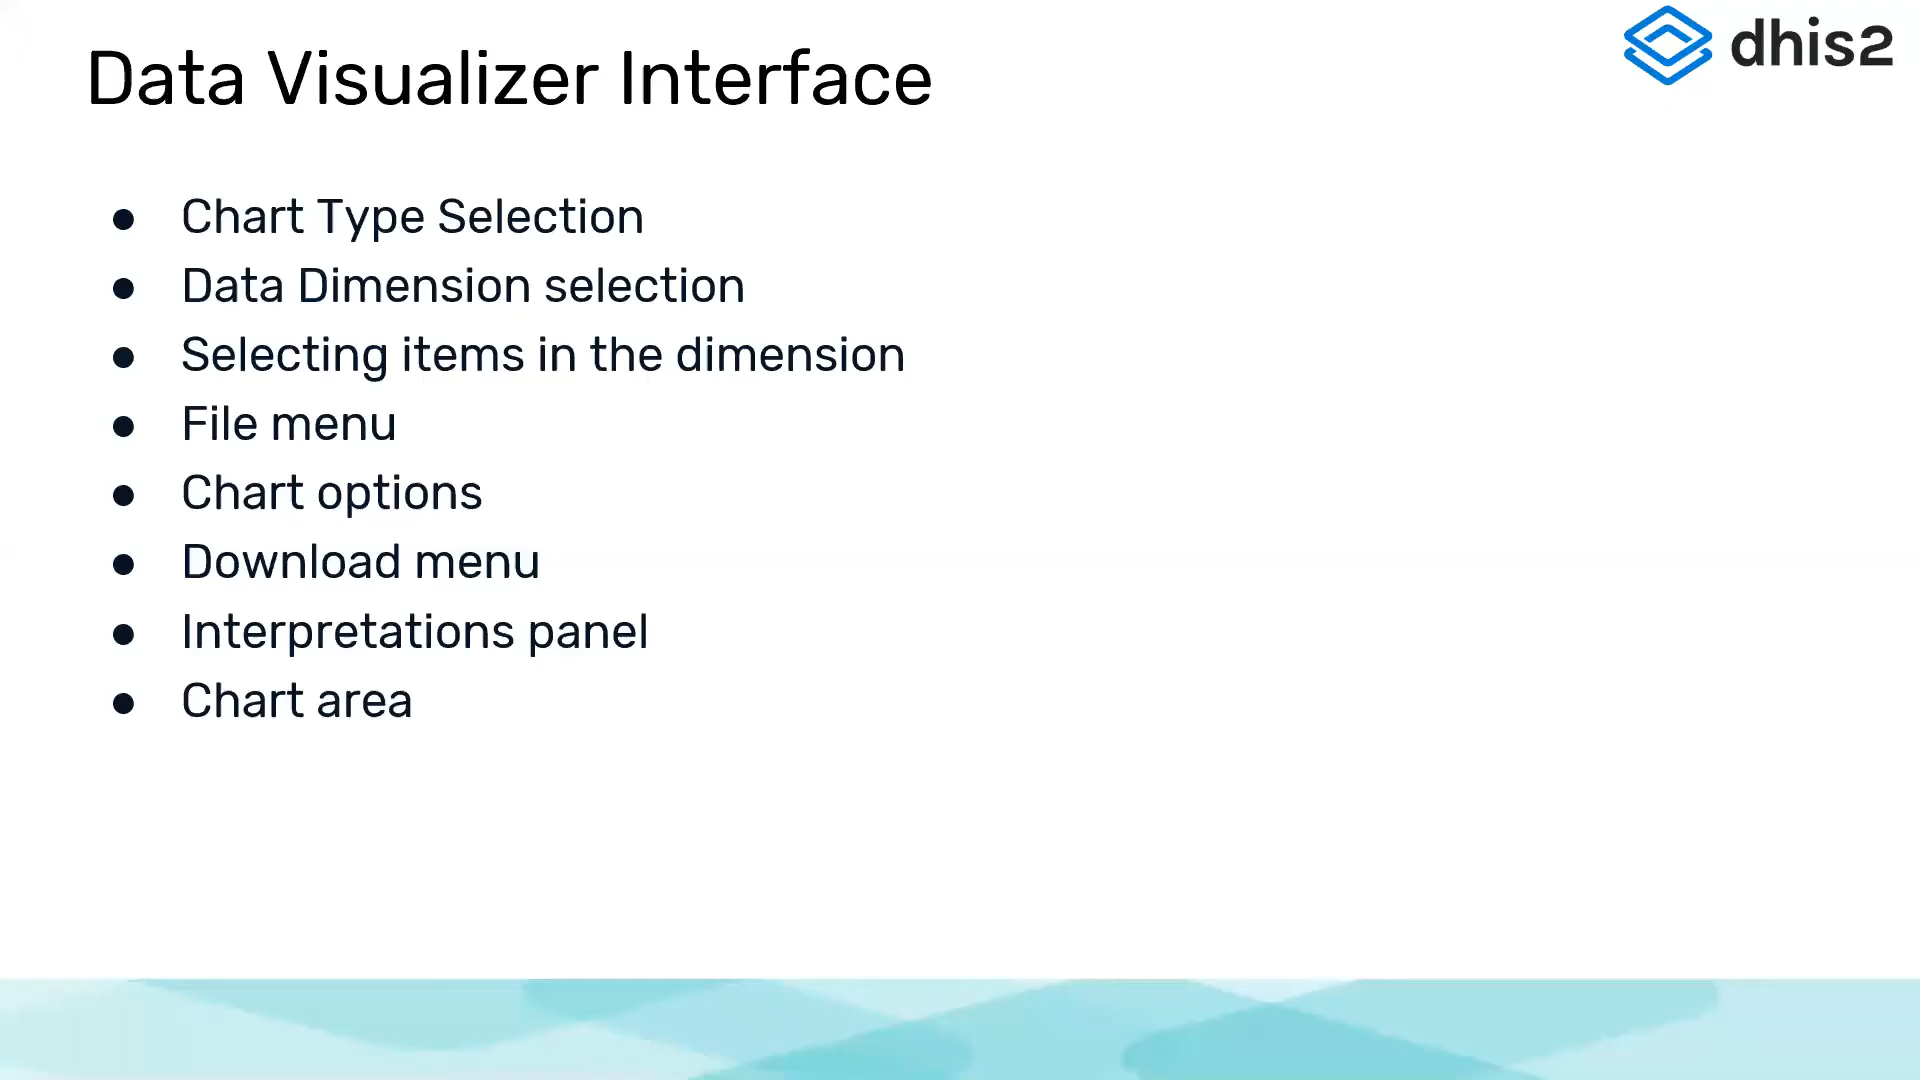 Data Visualizer Interface
dhis2
● Chart Type Selection
● Data Dimension selection
● Selecting items in the dimension
● File menu
● Chart options
● Download menu
● Interpretations panel
● Chart area